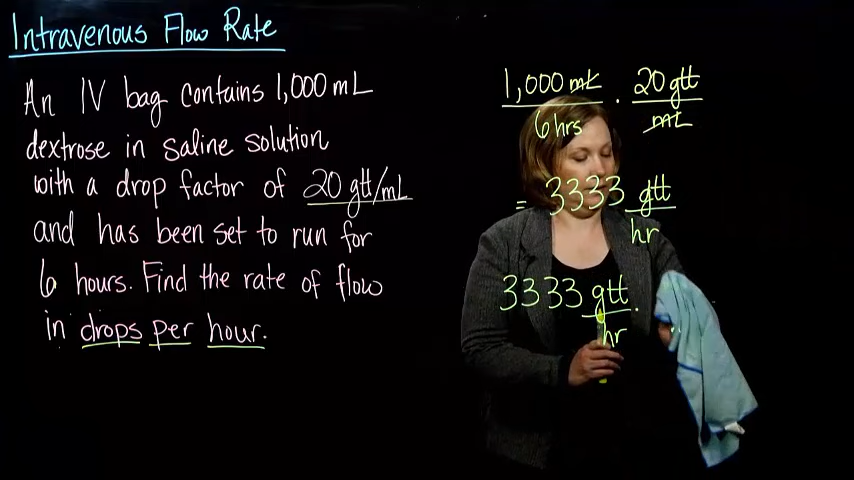 Intravenous Flow Rate
An IV bag contains 1,000 mL
dextrose in saline solution
with a drop factor of 20 gtt/mL
and has been set to run for
6 hours. Find the rate of flow
in drops per hour.
1,000 mL · 20 gtt
6 hrs mL
= 3333 gtt
hr
3333 gtt ·
hr